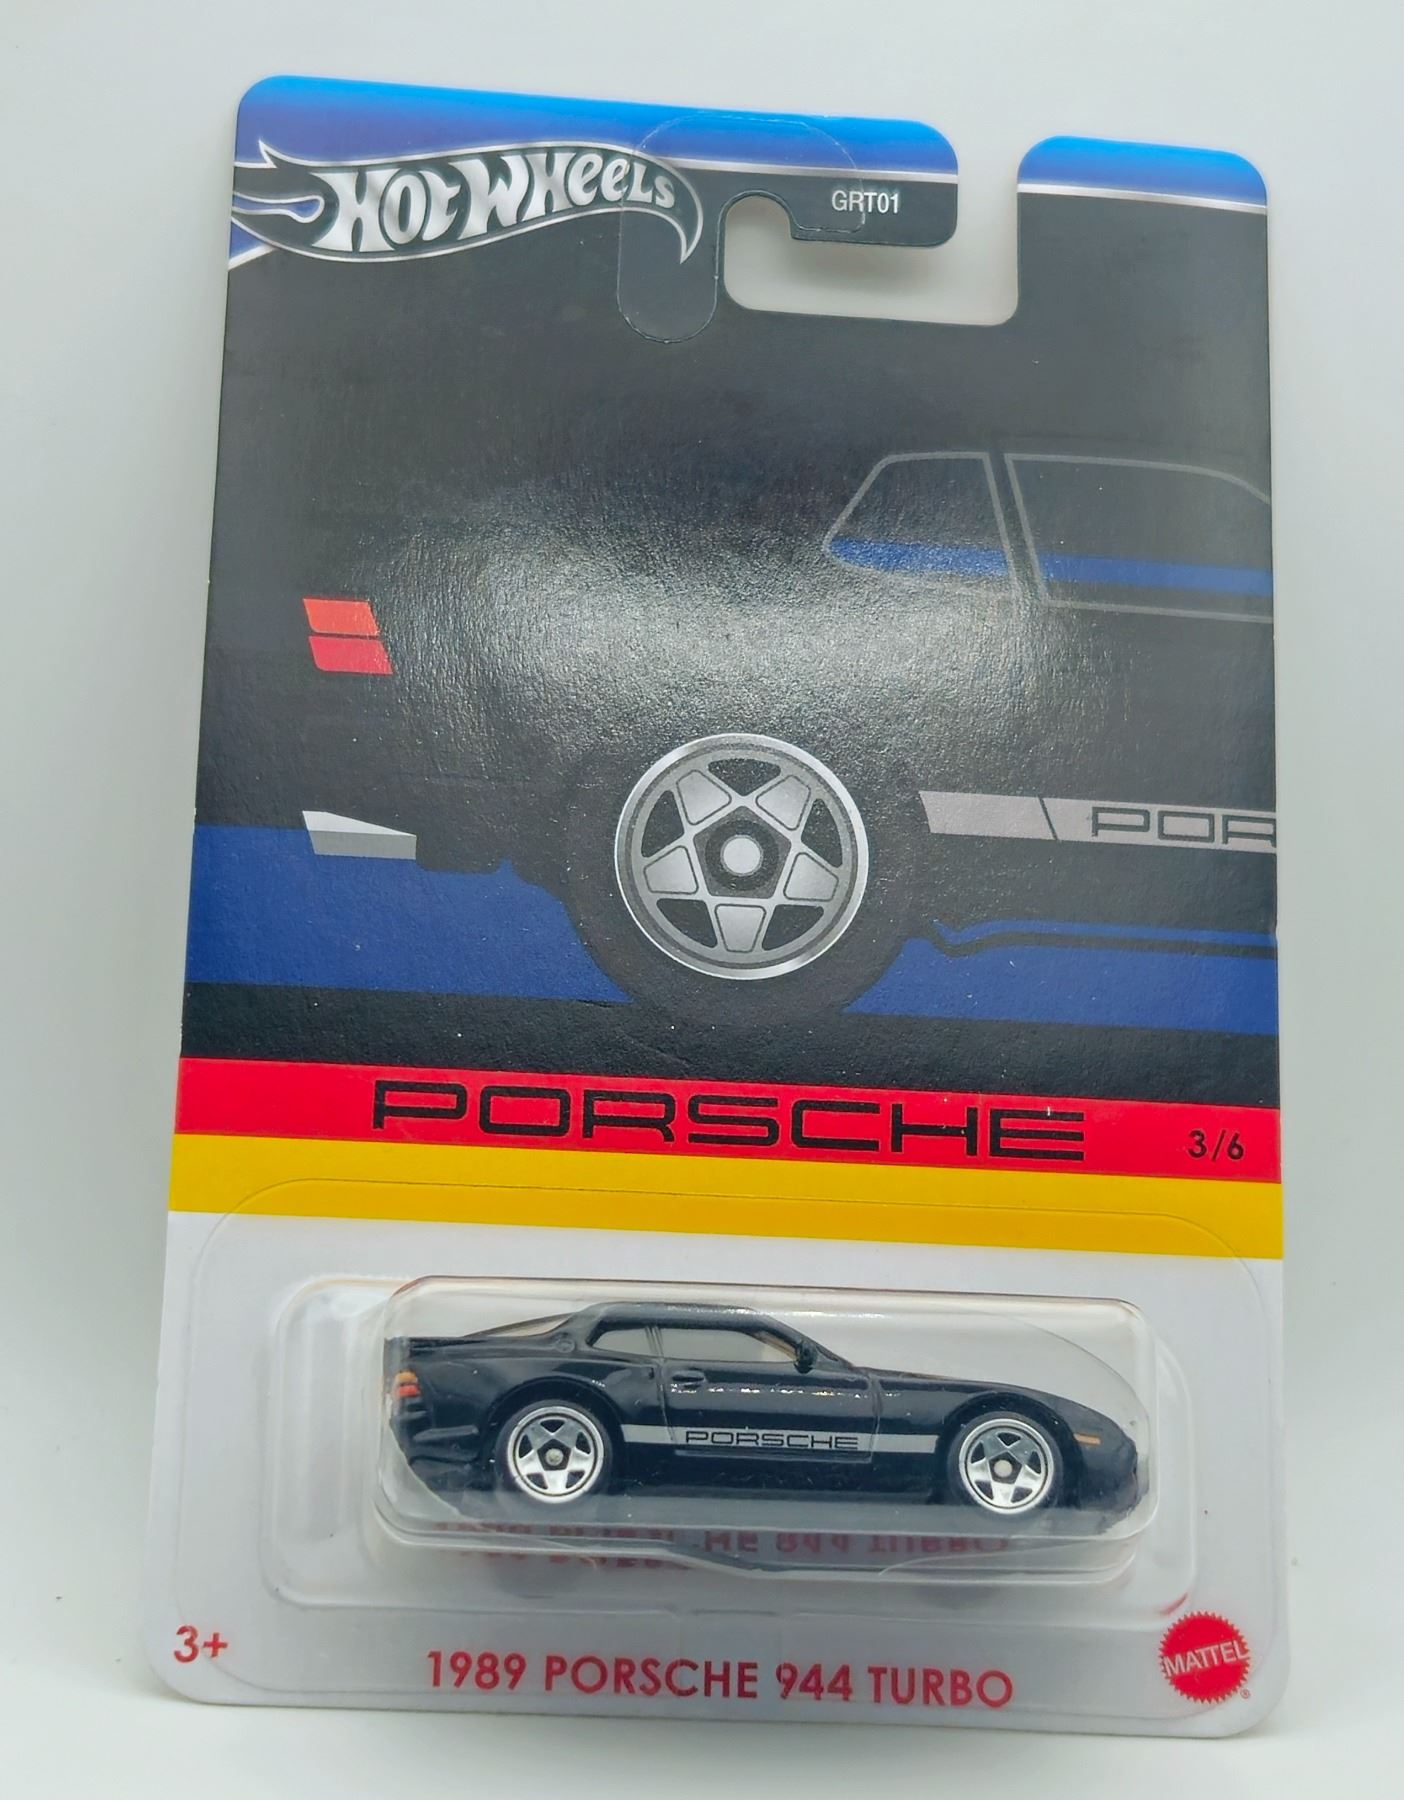 HOT WHEELS
GRT01
POR
PORSCHE
3/6
PORSCHE
3+
1989 PORSCHE 944 TURBO
MATTEL
®